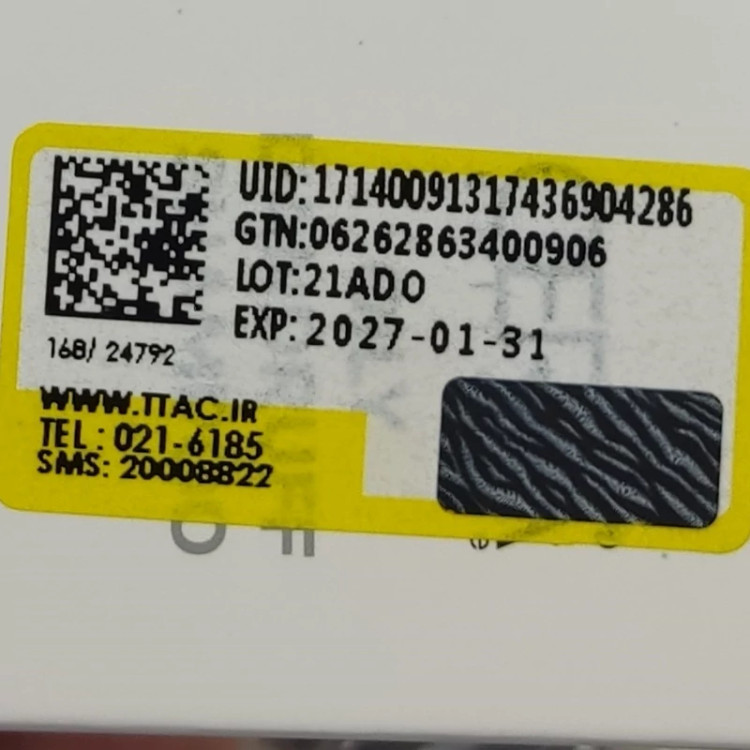 UID:17140091317436904286
GTN:06262863400906
LOT:21ADO
EXP: 2027-01-31
168/ 24792
WWW.TTAC.IR
TEL : 021-6185
SMS: 20008822